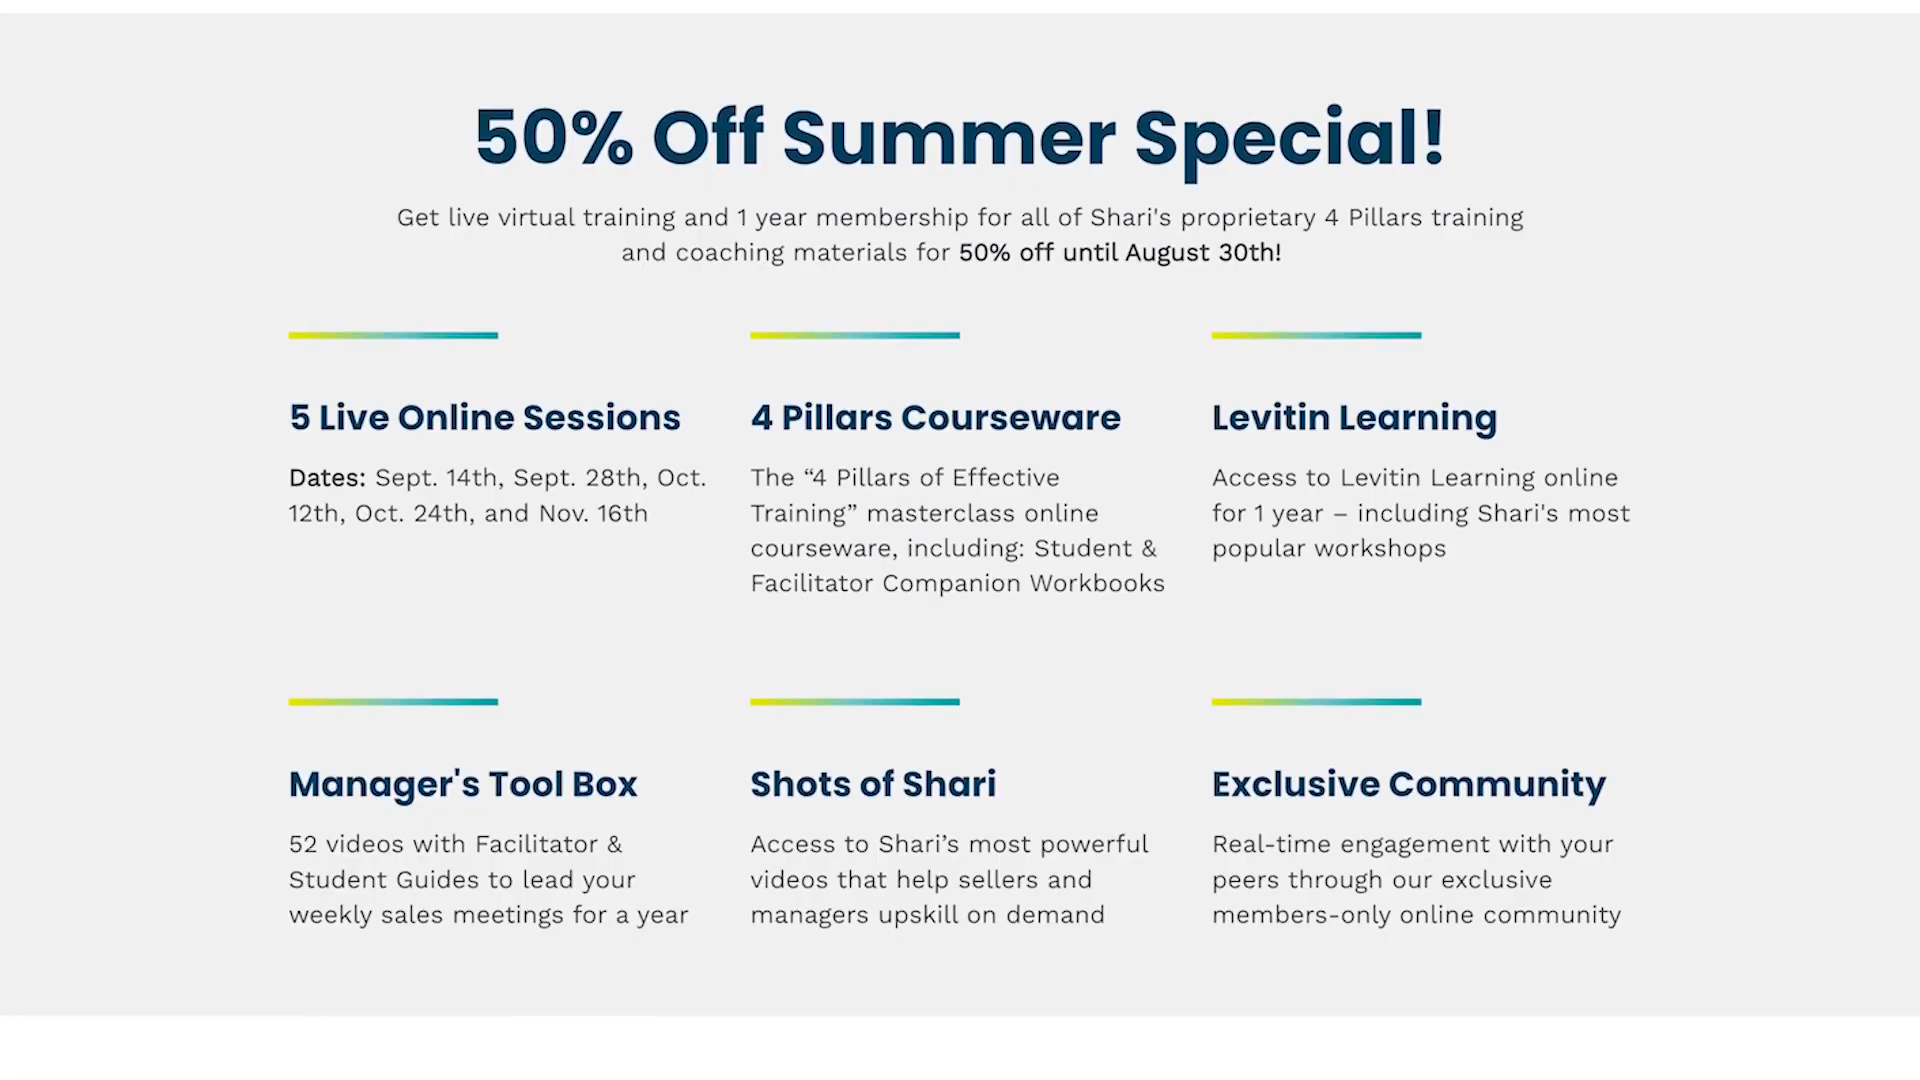 50% Off Summer Special!
Get live virtual training and 1 year membership for all of Shari's proprietary 4 Pillars training
and coaching materials for 50% off until August 30th!
5 Live Online Sessions
Dates: Sept. 14th, Sept. 28th, Oct.
12th, Oct. 24th, and Nov. 16th
4 Pillars Courseware
The “4 Pillars of Effective
Training” masterclass online
courseware, including: Student &
Facilitator Companion Workbooks
Levitin Learning
Access to Levitin Learning online
for 1 year – including Shari's most
popular workshops
Manager's Tool Box
52 videos with Facilitator &
Student Guides to lead your
weekly sales meetings for a year
Shots of Shari
Access to Shari’s most powerful
videos that help sellers and
managers upskill on demand
Exclusive Community
Real-time engagement with your
peers through our exclusive
members-only online community